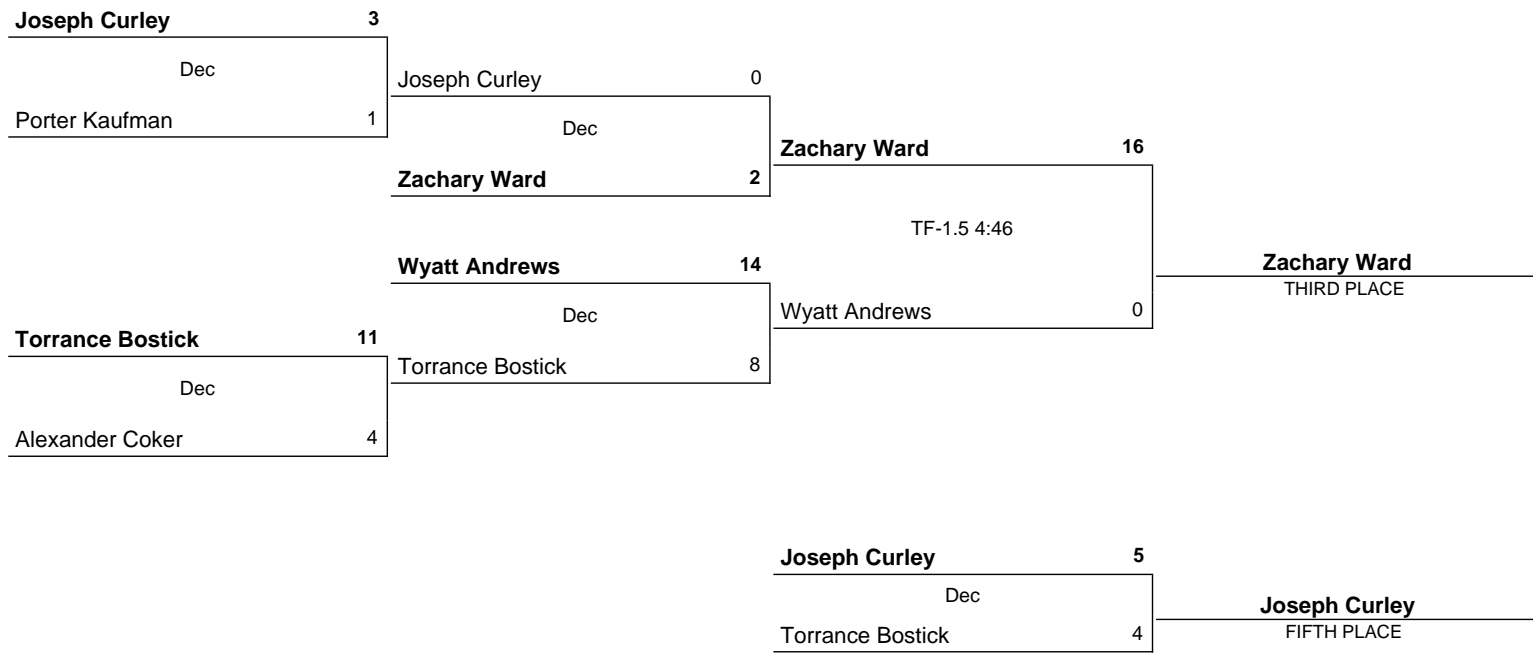 Joseph Curley 3
Dec
Porter Kaufman 1
Joseph Curley 0
Dec
Zachary Ward 2
Wyatt Andrews 14
Dec
Torrance Bostick 8
Torrance Bostick 11
Dec
Alexander Coker 4
Zachary Ward 16
TF-1.5 4:46
Wyatt Andrews 0
Zachary Ward
THIRD PLACE
Joseph Curley 5
Dec
Torrance Bostick 4
Joseph Curley
FIFTH PLACE